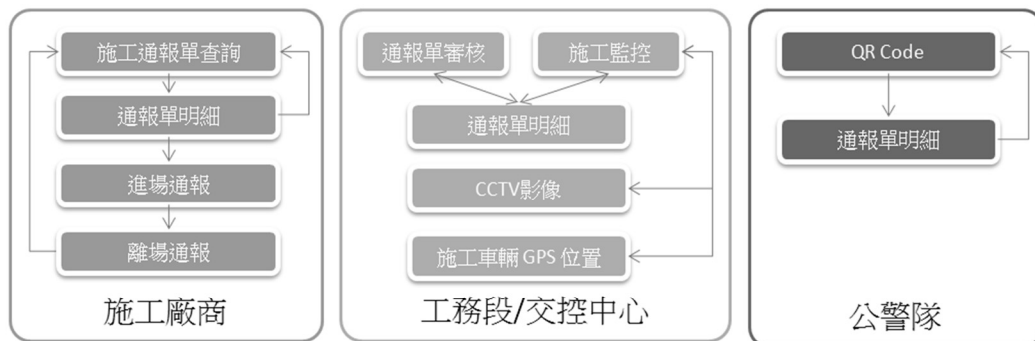 施工通報單查詢
通報單明細
進場通報
離場通報
施工廠商
通報單審核
施工監控
通報單明細
CCTV影像
施工車輛 GPS 位置
工務段/交控中心
QR Code
通報單明細
公警隊